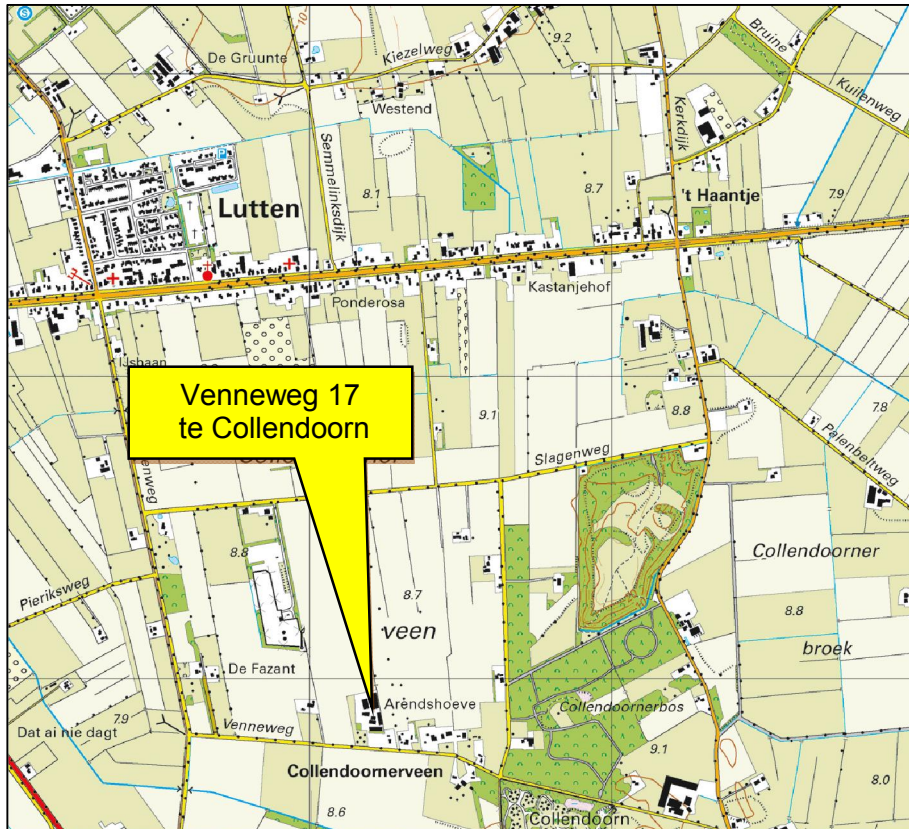 De Gruunte
10
Kiezelweg
9.2
Bruine
Westend
Kuilenweg
Kerkdijk
Semmelinksdijk
8.1
8.7
7.9
P
Lutten
't Haantje
Ponderosa
Kastanjehof
IJsbaan
Venneweg 17
te Collendoorn
9.1
8.8
7.8
Slagenweg
Palenbeltweg
enweg
8.8
Collendoorner
Pieriksweg
8.7
8.8
veen
broek
De Fazant
Arendshoeve
Collendoornerbos
7.9
Venneweg
Dat ai nie dagt
9.1
Collendoornerveen
8.0
8.6
Collendoorn